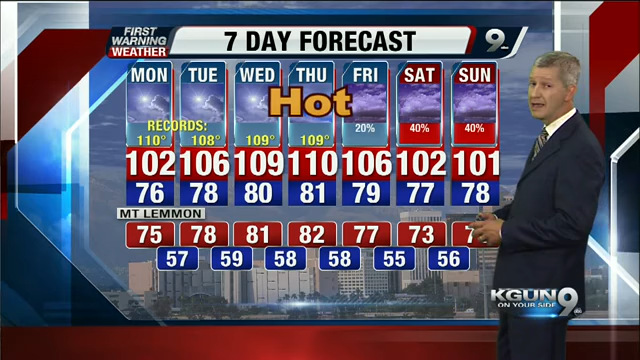 FIRST WARNING WEATHER
7 DAY FORECAST
9
MON TUE WED THU FRI SAT SUN
Hot
RECORDS:
110° 108° 109° 109° 20% 40% 40%
102 106 109 110 106 102 101
76 78 80 81 79 77 78
MT LEMMON
75 78 81 82 77 73
57 59 58 58 55 56
KGUN9
ON YOUR SIDE